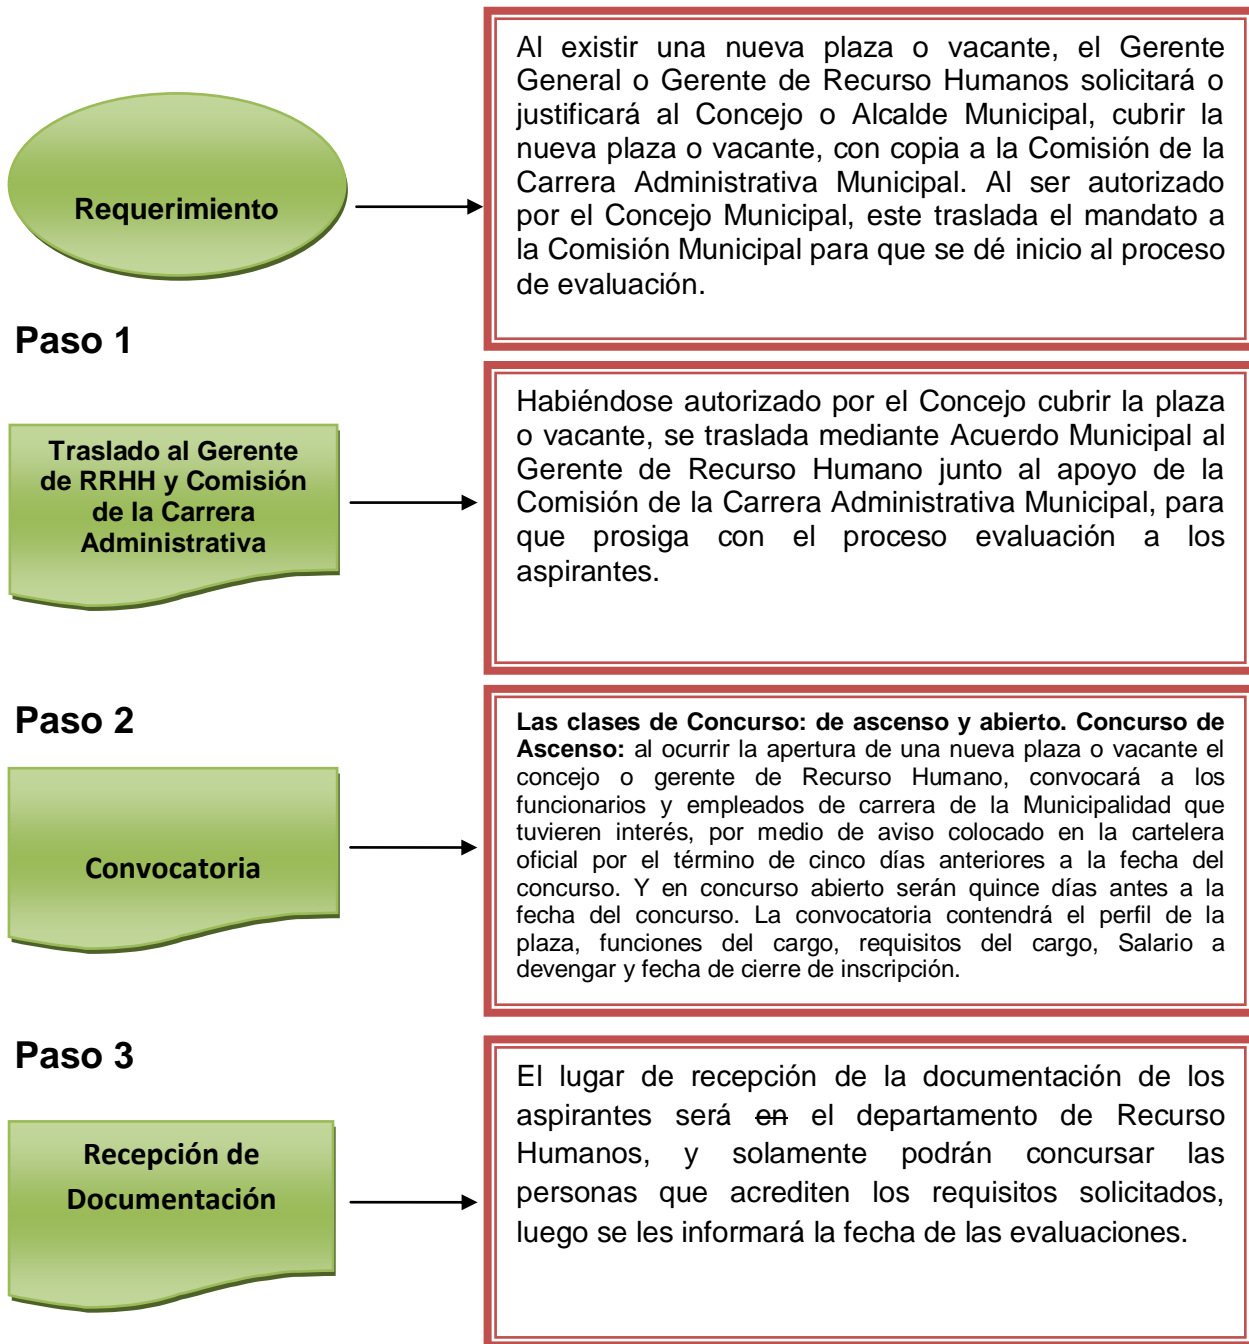 Al existir una nueva plaza o vacante, el Gerente
General o Gerente de Recurso Humanos solicitará o
justificará al Concejo o Alcalde Municipal, cubrir la
nueva plaza o vacante, con copia a la Comisión de la
Carrera Administrativa Municipal. Al ser autorizado
por el Concejo Municipal, este traslada el mandato a
la Comisión Municipal para que se dé inicio al proceso
de evaluación.
Requerimiento
Paso 1
Traslado al Gerente
de RRHH y Comisión
de la Carrera
Administrativa
Habiéndose autorizado por el Concejo cubrir la plaza
o vacante, se traslada mediante Acuerdo Municipal al
Gerente de Recurso Humano junto al apoyo de la
Comisión de la Carrera Administrativa Municipal, para
que prosiga con el proceso evaluación a los
aspirantes.
Paso 2
Convocatoria
Las clases de Concurso: de ascenso y abierto. Concurso de
Ascenso: al ocurrir la apertura de una nueva plaza o vacante el
concejo o gerente de Recurso Humano, convocará a los
funcionarios y empleados de carrera de la Municipalidad que
tuvieren interés, por medio de aviso colocado en la cartelera
oficial por el término de cinco días anteriores a la fecha del
concurso. Y en concurso abierto serán quince días antes a la
fecha del concurso. La convocatoria contendrá el perfil de la
plaza, funciones del cargo, requisitos del cargo, Salario a
devengar y fecha de cierre de inscripción.
Paso 3
Recepción de
Documentación
El lugar de recepción de la documentación de los
aspirantes será en el departamento de Recurso
Humanos, y solamente podrán concursar las
personas que acrediten los requisitos solicitados,
luego se les informará la fecha de las evaluaciones.